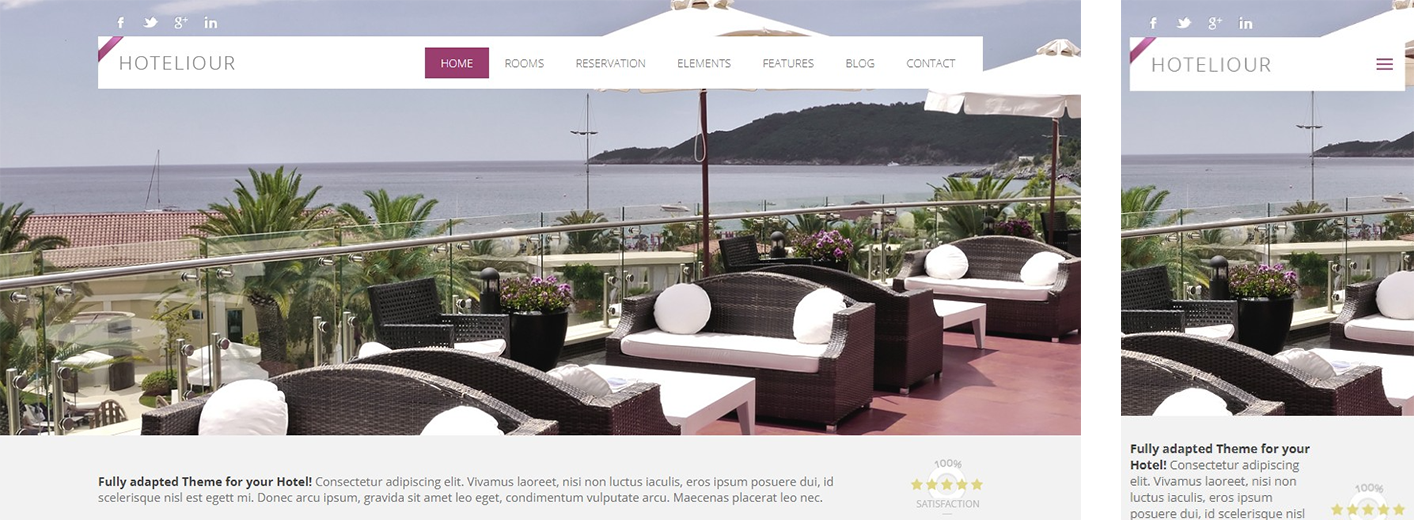 HOTELIOUR
HOME ROOMS RESERVATION ELEMENTS FEATURES BLOG CONTACT
Fully adapted Theme for your Hotel! Consectetur adipiscing elit. Vivamus laoreet, nisi non luctus iaculis, eros ipsum posuere dui, id
scelerisque nisl est egett mi. Donec arcu ipsum, gravida sit amet leo eget, condimentum vulputate arcu. Maecenas placerat leo nec.
100%
SATISFACTION
HOTELIOUR
Fully adapted Theme for your
Hotel! Consectetur adipiscing
elit. Vivamus laoreet, nisi non
luctus iaculis, eros ipsum
posuere dui, id scelerisque nisl
100%